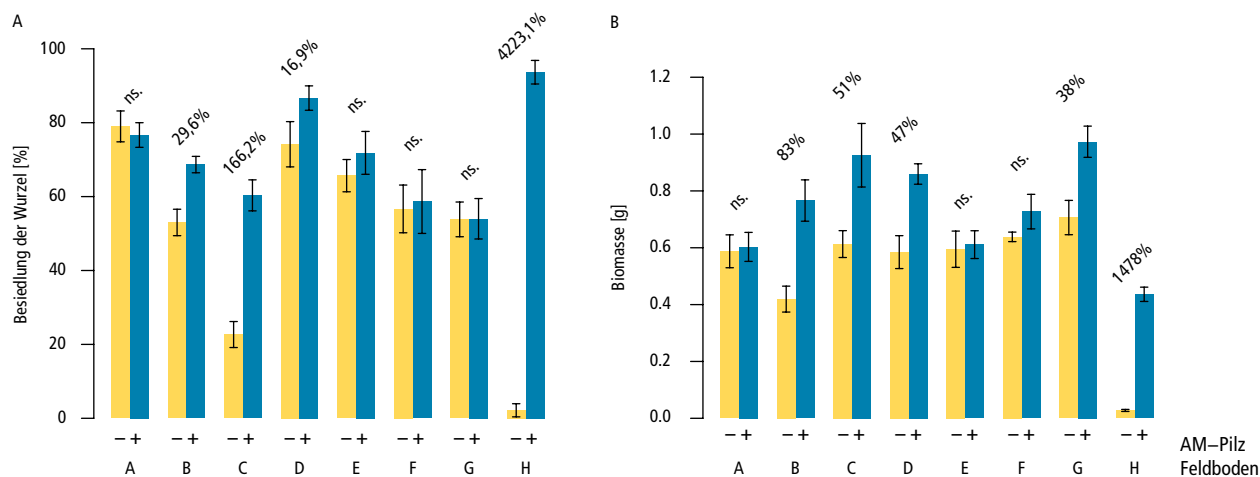 A
Besiedlung der Wurzel [%]
100
80
60
40
20
0
ns.
29,6%
166,2%
16,9%
ns.
ns.
ns.
4223,1%
– + – + – + – + – + – + – + – +
A B C D E F G H
B
Biomasse [g]
1.2
1.0
0.8
0.6
0.4
0.2
0.0
ns.
83%
51%
47%
ns.
ns.
38%
1478%
– + – + – + – + – + – + – + – + AM–Pilz
A B C D E F G H Feldboden